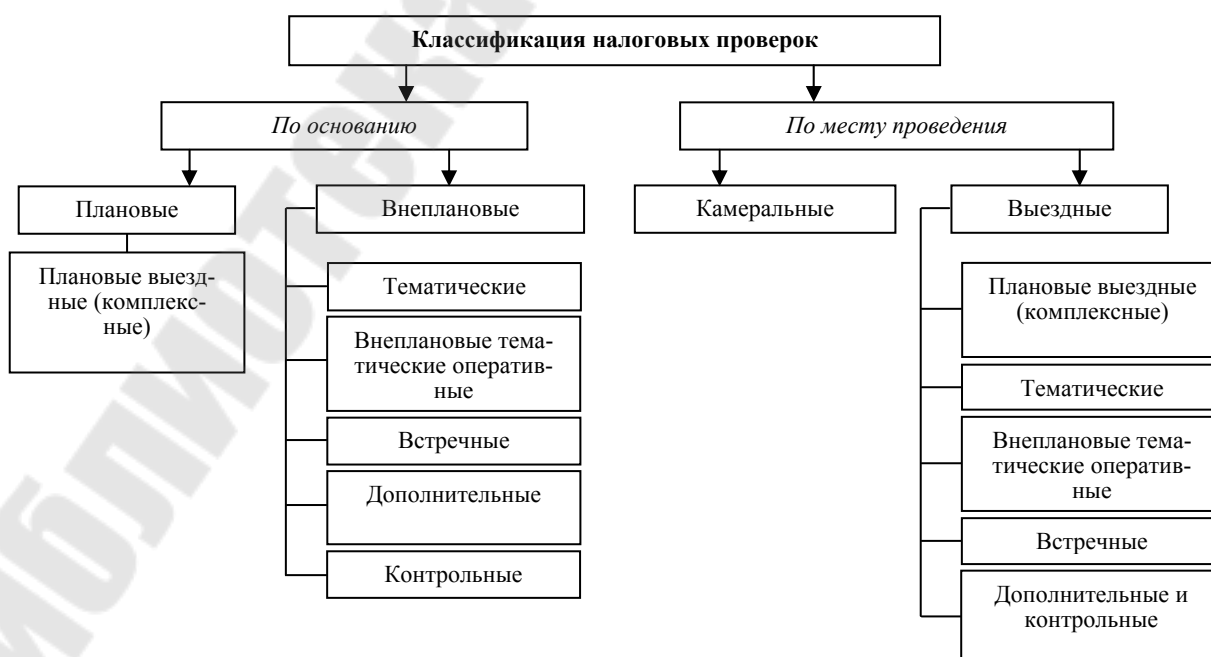 Классификация налоговых проверок
По основанию
По месту проведения
Плановые
Внеплановые
Камеральные
Выездные
Плановые выезд-
ные (комплекс-
ные)
Тематические
Внеплановые тема-
тические оператив-
ные
Встречные
Дополнительные
Контрольные
Плановые выездные
(комплексные)
Тематические
Внеплановые тема-
тические оператив-
ные
Встречные
Дополнительные и
контрольные